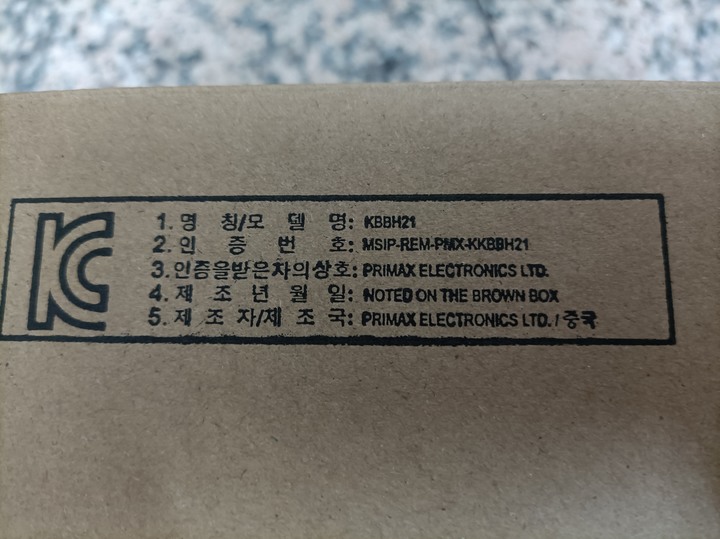 KC
1. 명 칭/모 델 명: KBBH21
2. 인 증 번 호: MSIP-REM-PMX-KKBBH21
3. 인증을받은자의상호: PRIMAX ELECTRONICS LTD.
4. 제 조 년 월 일: NOTED ON THE BROWN BOX
5. 제 조 자/제 조 국: PRIMAX ELECTRONICS LTD. / 중국